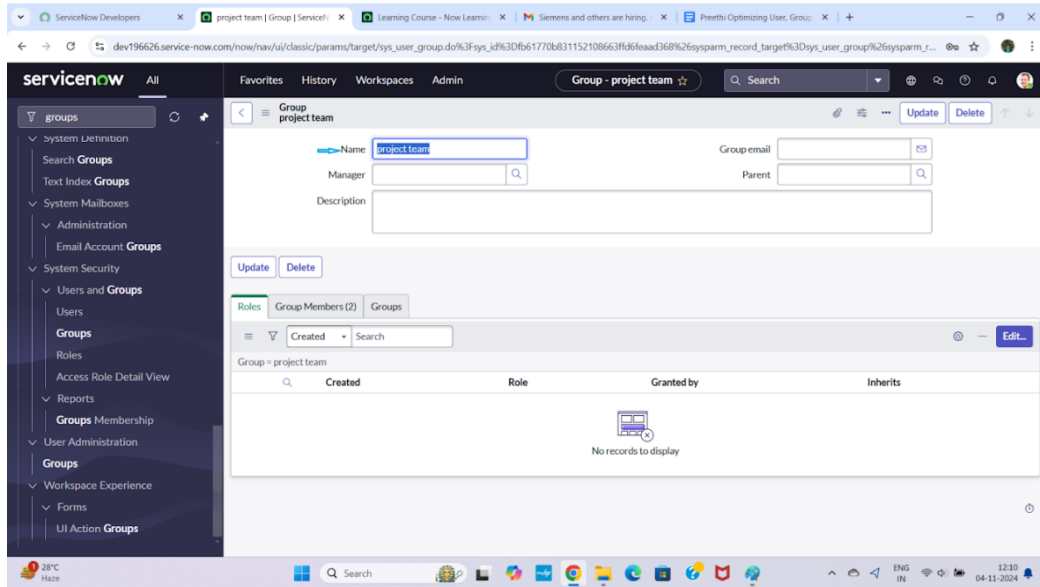 ServiceNow Developers
project team | Group | ServiceN
Learning Course - Now Learning
Siemens and others are hiring.
Preethi Optimizing User, Group
dev196626.service-now.com/now/nav/ui/classic/params/target/sys_user_group.do%3Fsys_id%3Dfb61770b831152108663ffd6feaad368%26sysparm_record_target%3Dsys_user_group%26sysparm_r...
servicenow All Favorites History Workspaces Admin Group - project team Search
groups
Group
project team
Update Delete
System Definition
Search Groups
Text Index Groups
System Mailboxes
Administration
Email Account Groups
System Security
Users and Groups
Users
Groups
Roles
Access Role Detail View
Reports
Groups Membership
User Administration
Groups
Workspace Experience
Forms
UI Action Groups
Name project team Group email
Manager Parent
Description
Update Delete
Roles Group Members (2) Groups
Created Search Edit...
Group = project team
Created Role Granted by Inherits
No records to display
1 28°C
Haze
Search
ENG
IN
12:10
04-11-2024